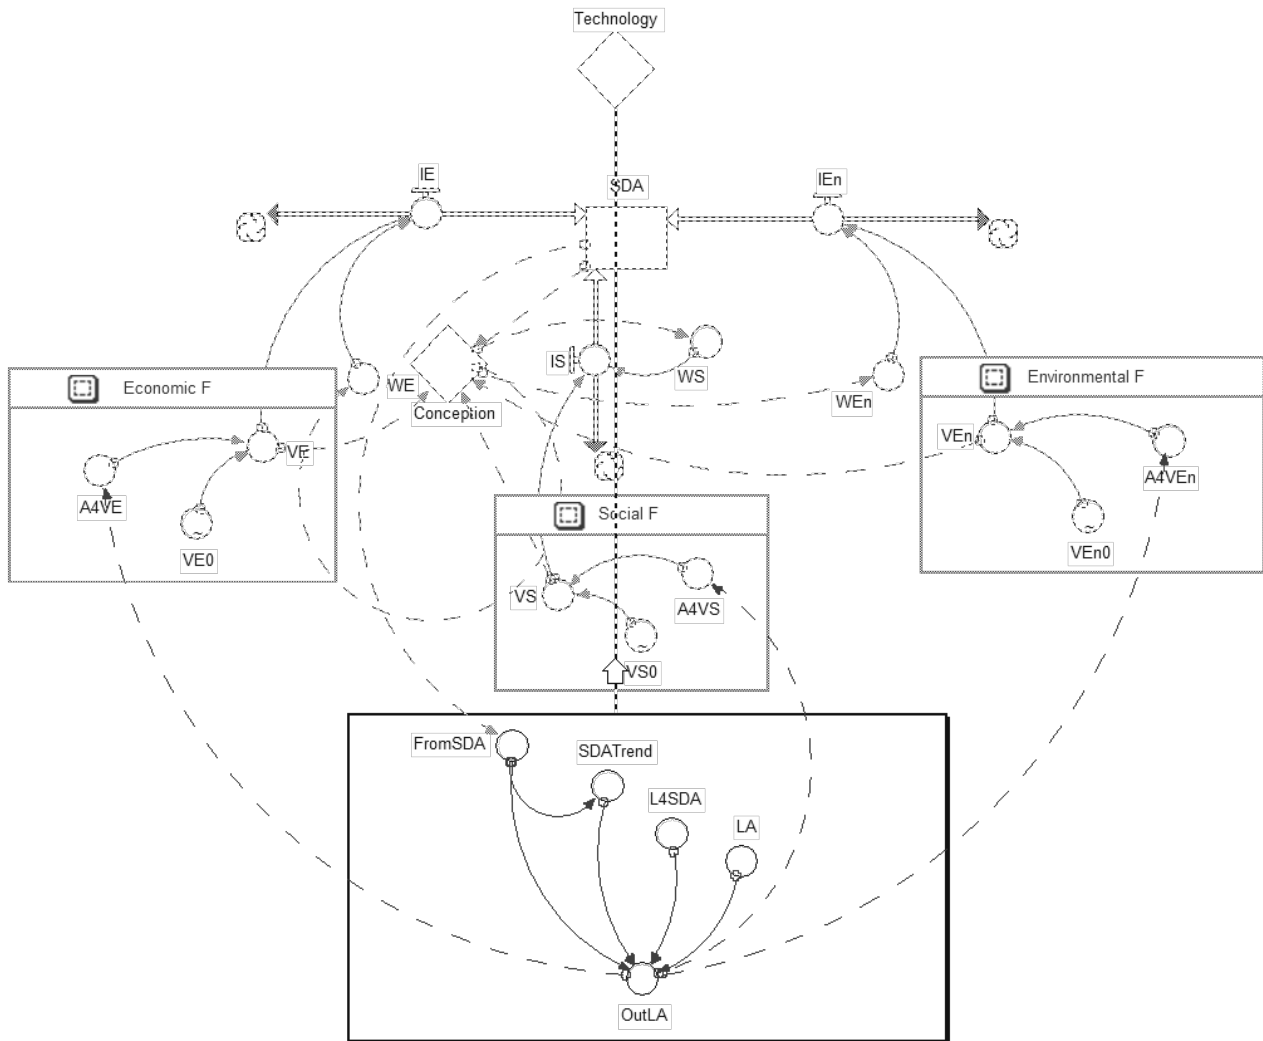 Technology
IE
SDA
IEn
IS
WS
WE
WEn
Conception
Economic F
Environmental F
VE
VEn
A4VE
A4VEn
VE0
VEn0
Social F
VS
A4VS
VS0
FromSDA
SDATrend
L4SDA
LA
OutLA